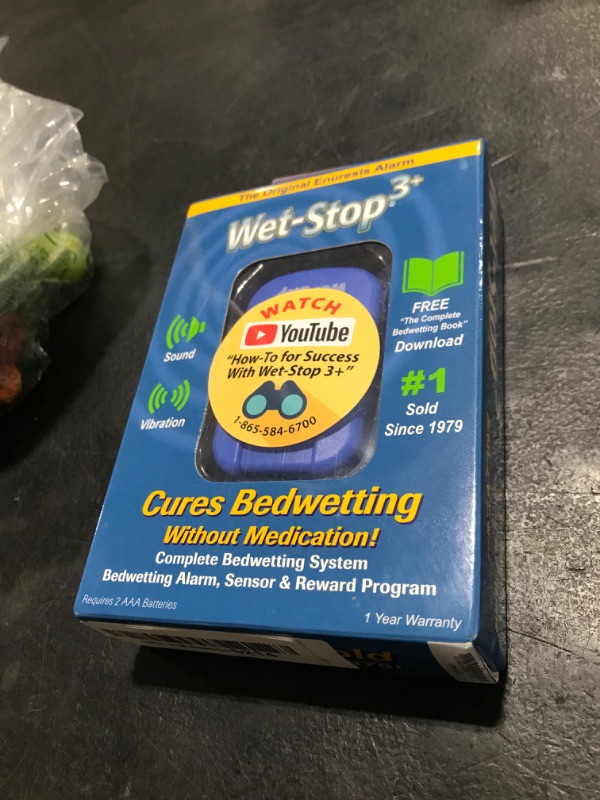 The Original Enuresis Alarm
Wet-Stop3+
WATCH
YouTube
"How-To for Success
With Wet-Stop 3+"
1-865-584-6700
Sound
Vibration
FREE
"The Complete
Bedwetting Book"
Download
#1
Sold
Since 1979
Cures Bedwetting
Without Medication!
Complete Bedwetting System
Bedwetting Alarm, Sensor & Reward Program
Requires 2 AAA Batteries
1 Year Warranty